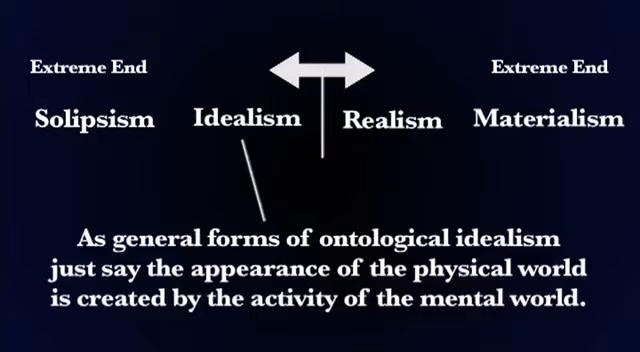 Extreme End
Extreme End
Solipsism
Idealism
Realism
Materialism
As general forms of ontological idealism
just say the appearance of the physical world
is created by the activity of the mental world.